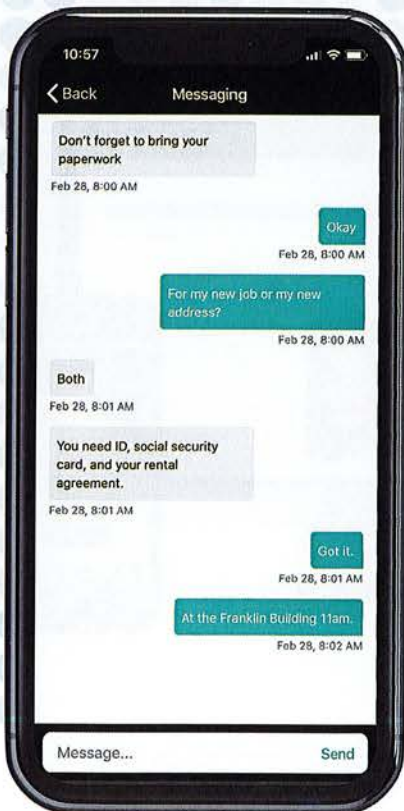 10:57
Back Messaging
Don't forget to bring your
paperwork
Feb 28, 8:00 AM
Okay
Feb 28, 8:00 AM
For my new job or my new
address?
Feb 28, 8:00 AM
Both
Feb 28, 8:01 AM
You need ID, social security
card, and your rental
agreement.
Feb 28, 8:01 AM
Got it.
Feb 28, 8:01 AM
At the Franklin Building 11am.
Feb 28, 8:02 AM
Message... Send